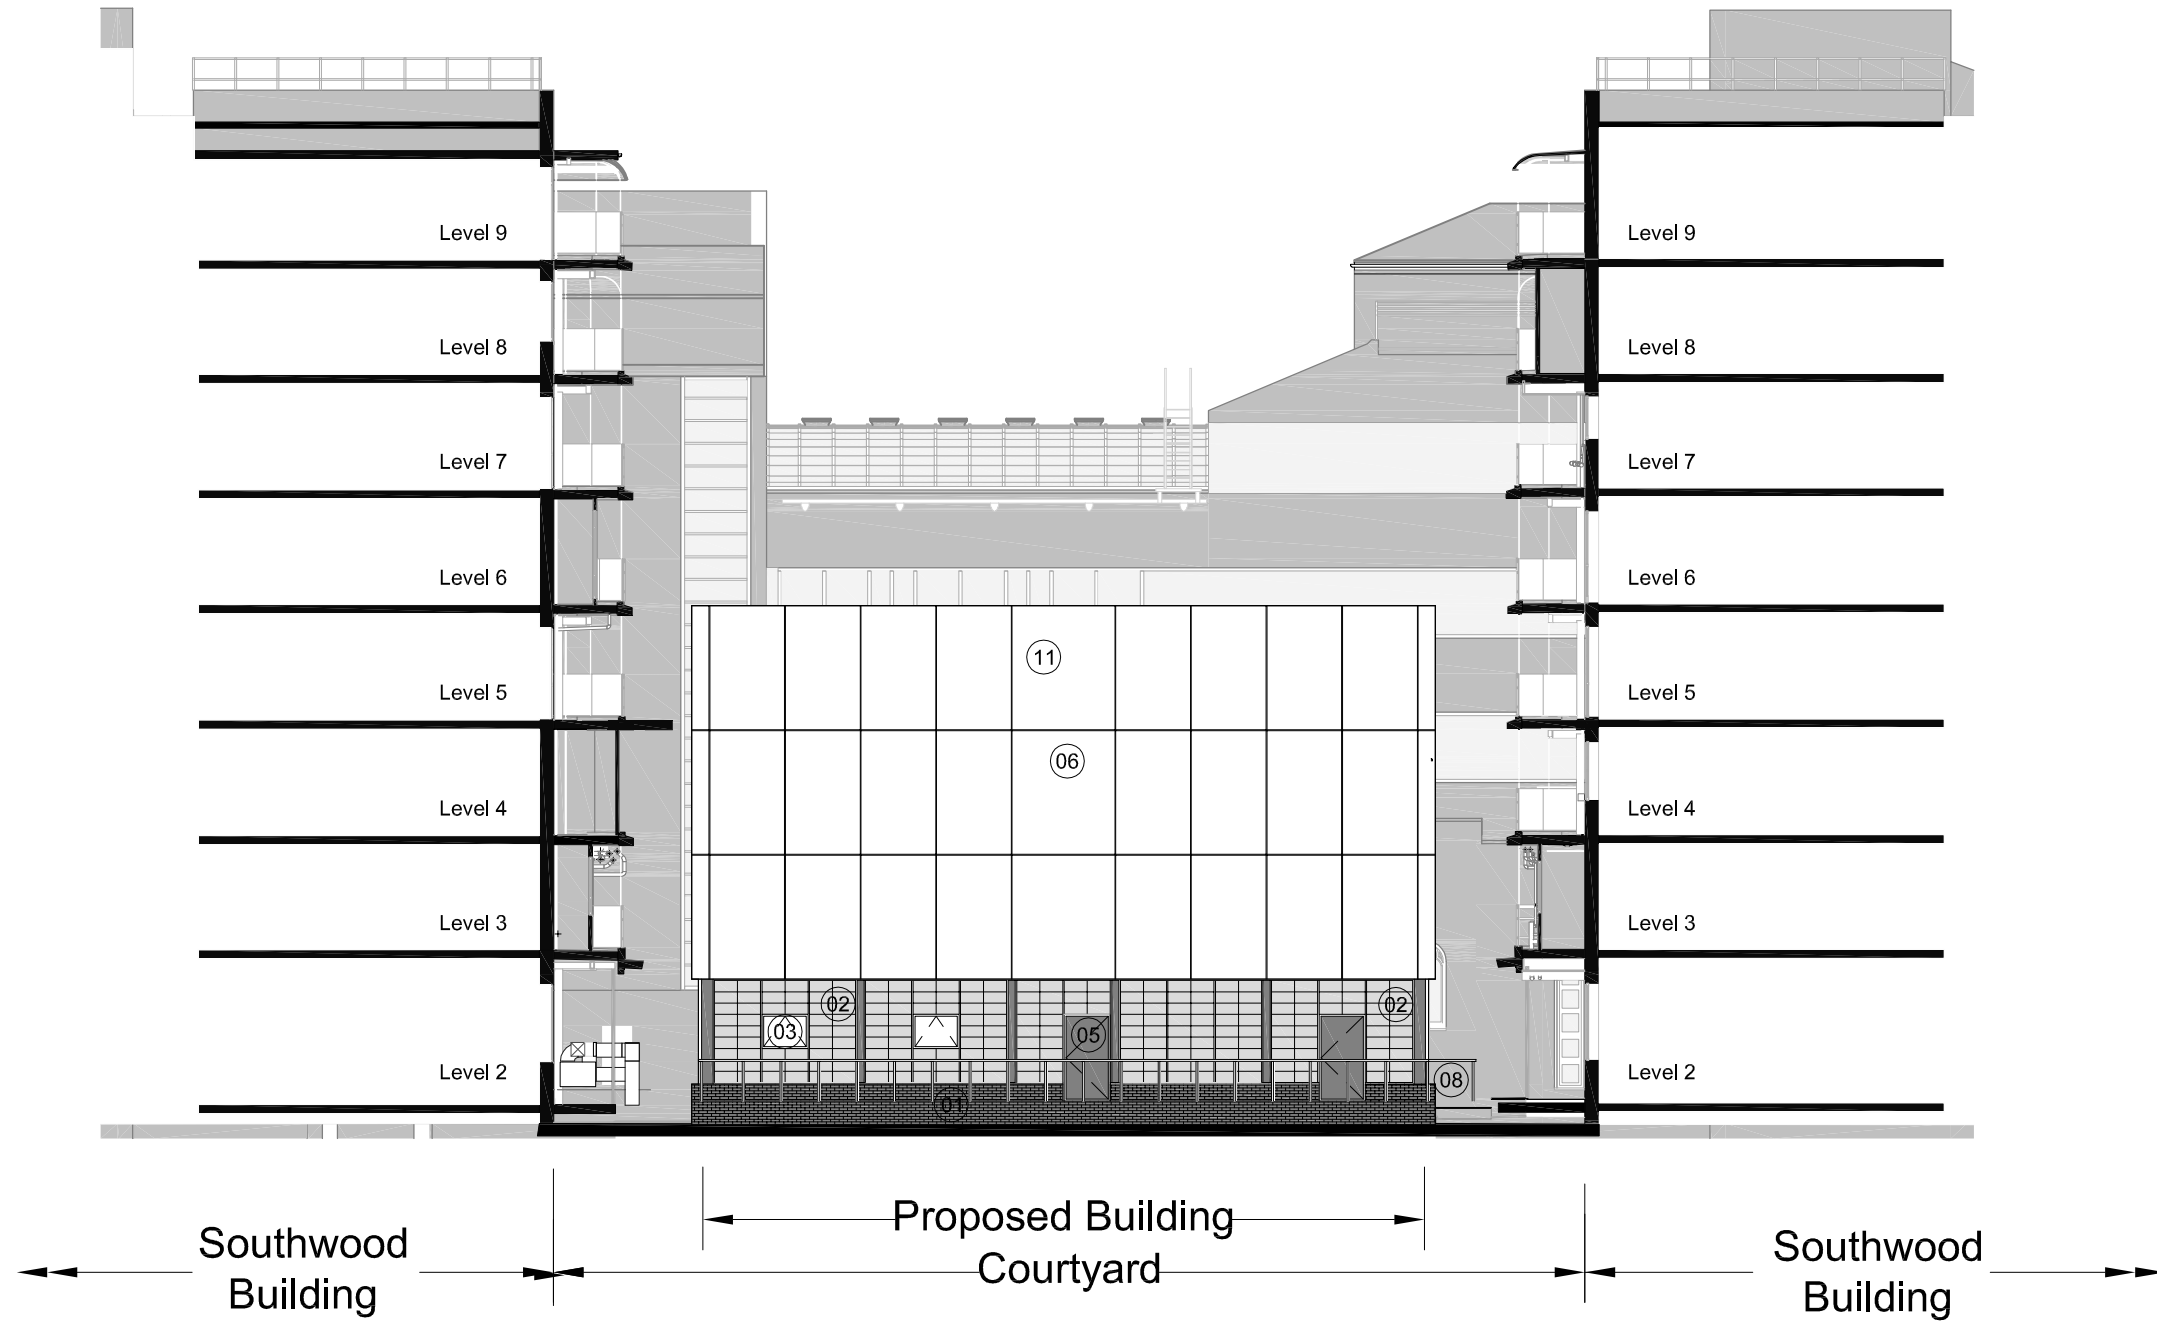 Level 9
Level 9
Level 8
Level 8
Level 7
Level 7
Level 6
Level 6
11
Level 5
Level 5
06
Level 4
Level 4
Level 3
Level 3
02
02
03
05
Level 2
Level 2
08
01
Proposed Building
Southwood
Building
Courtyard
Southwood
Building